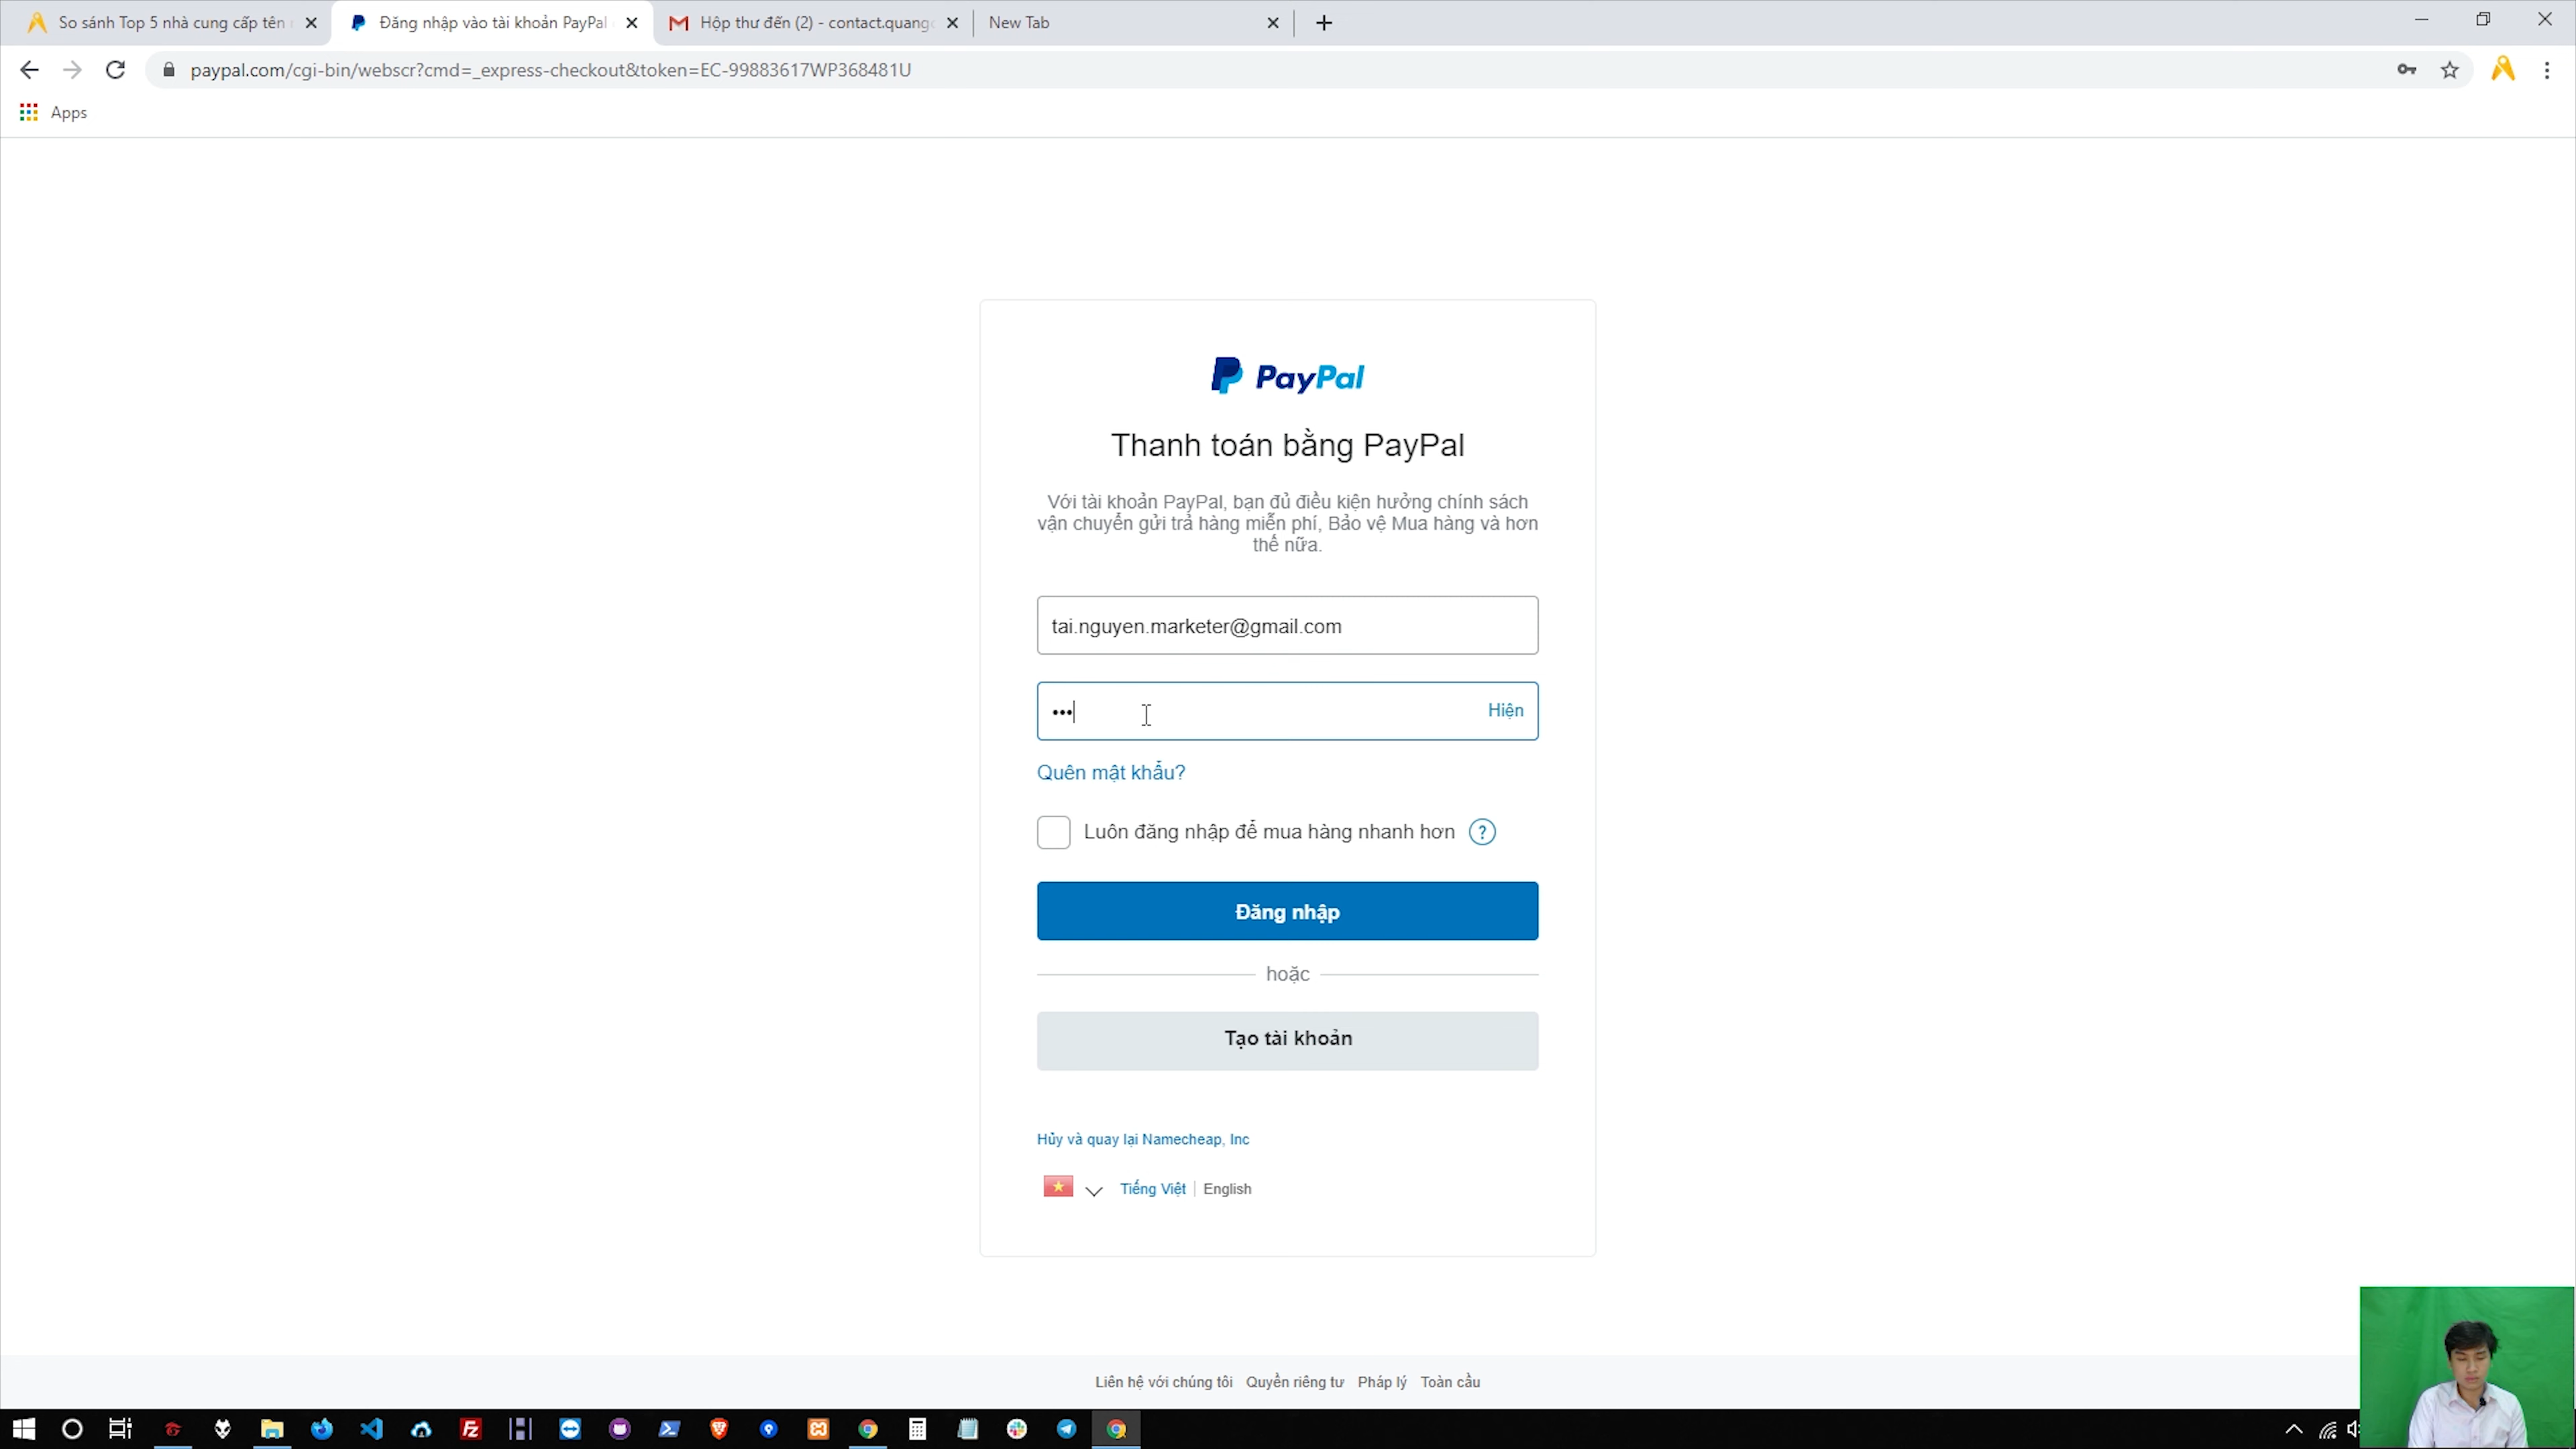 So sánh Top 5 nhà cung cấp tên
Đăng nhập vào tài khoản PayPal
Hộp thư đến (2) - contact.quang
New Tab
paypal.com/cgi-bin/webscr?cmd=_express-checkout&token=EC-99883617WP368481U
Apps
PayPal
Thanh toán bằng PayPal
Với tài khoản PayPal, bạn đủ điều kiện hưởng chính sách
vận chuyển gửi trả hàng miễn phí, Bảo vệ Mua hàng và hơn
thế nữa.
tai.nguyen.marketer@gmail.com
•••
Hiện
Quên mật khẩu?
Luôn đăng nhập để mua hàng nhanh hơn ?
Đăng nhập
hoặc
Tạo tài khoản
Hủy và quay lại Namecheap, Inc
Tiếng Việt | English
Liên hệ với chúng tôi Quyền riêng tư Pháp lý Toàn cầu